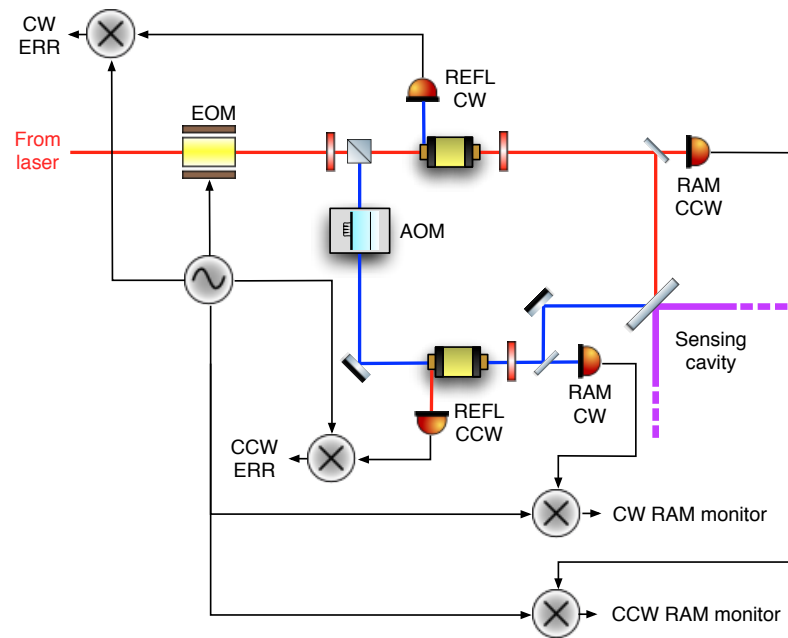 CW
ERR
REFL
CW
EOM
From
laser
RAM
CCW
AOM
Sensing
cavity
RAM
CW
REFL
CCW
CCW
ERR
CW RAM monitor
CCW RAM monitor